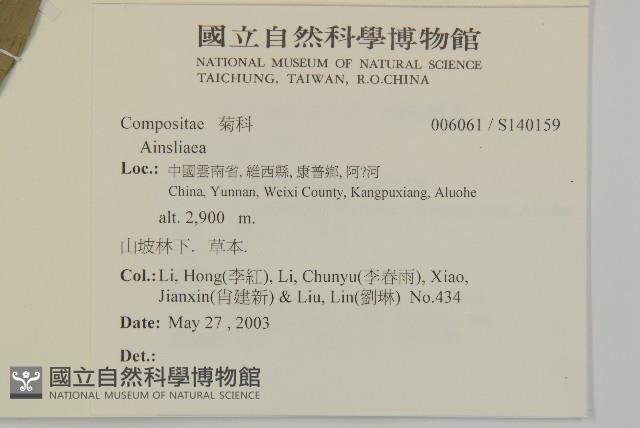 國立自然科學博物館
NATIONAL MUSEUM OF NATURAL SCIENCE
TAICHUNG, TAIWAN, R.O.CHINA
Compositae 菊科 006061 / S140159
Ainsliaea
Loc.: 中國雲南省, 維西縣, 康普鄉, 阿?河
China, Yunnan, Weixi County, Kangpuxiang, Aluohe
alt. 2,900 m.
山坡林下. 草本.
Col.: Li, Hong(李紅), Li, Chunyu(李春雨), Xiao,
Jianxin(肖建新) & Liu, Lin(劉琳) No.434
Date: May 27 , 2003
Det.:
國立自然科學博物館
NATIONAL MUSEUM OF NATURAL SCIENCE